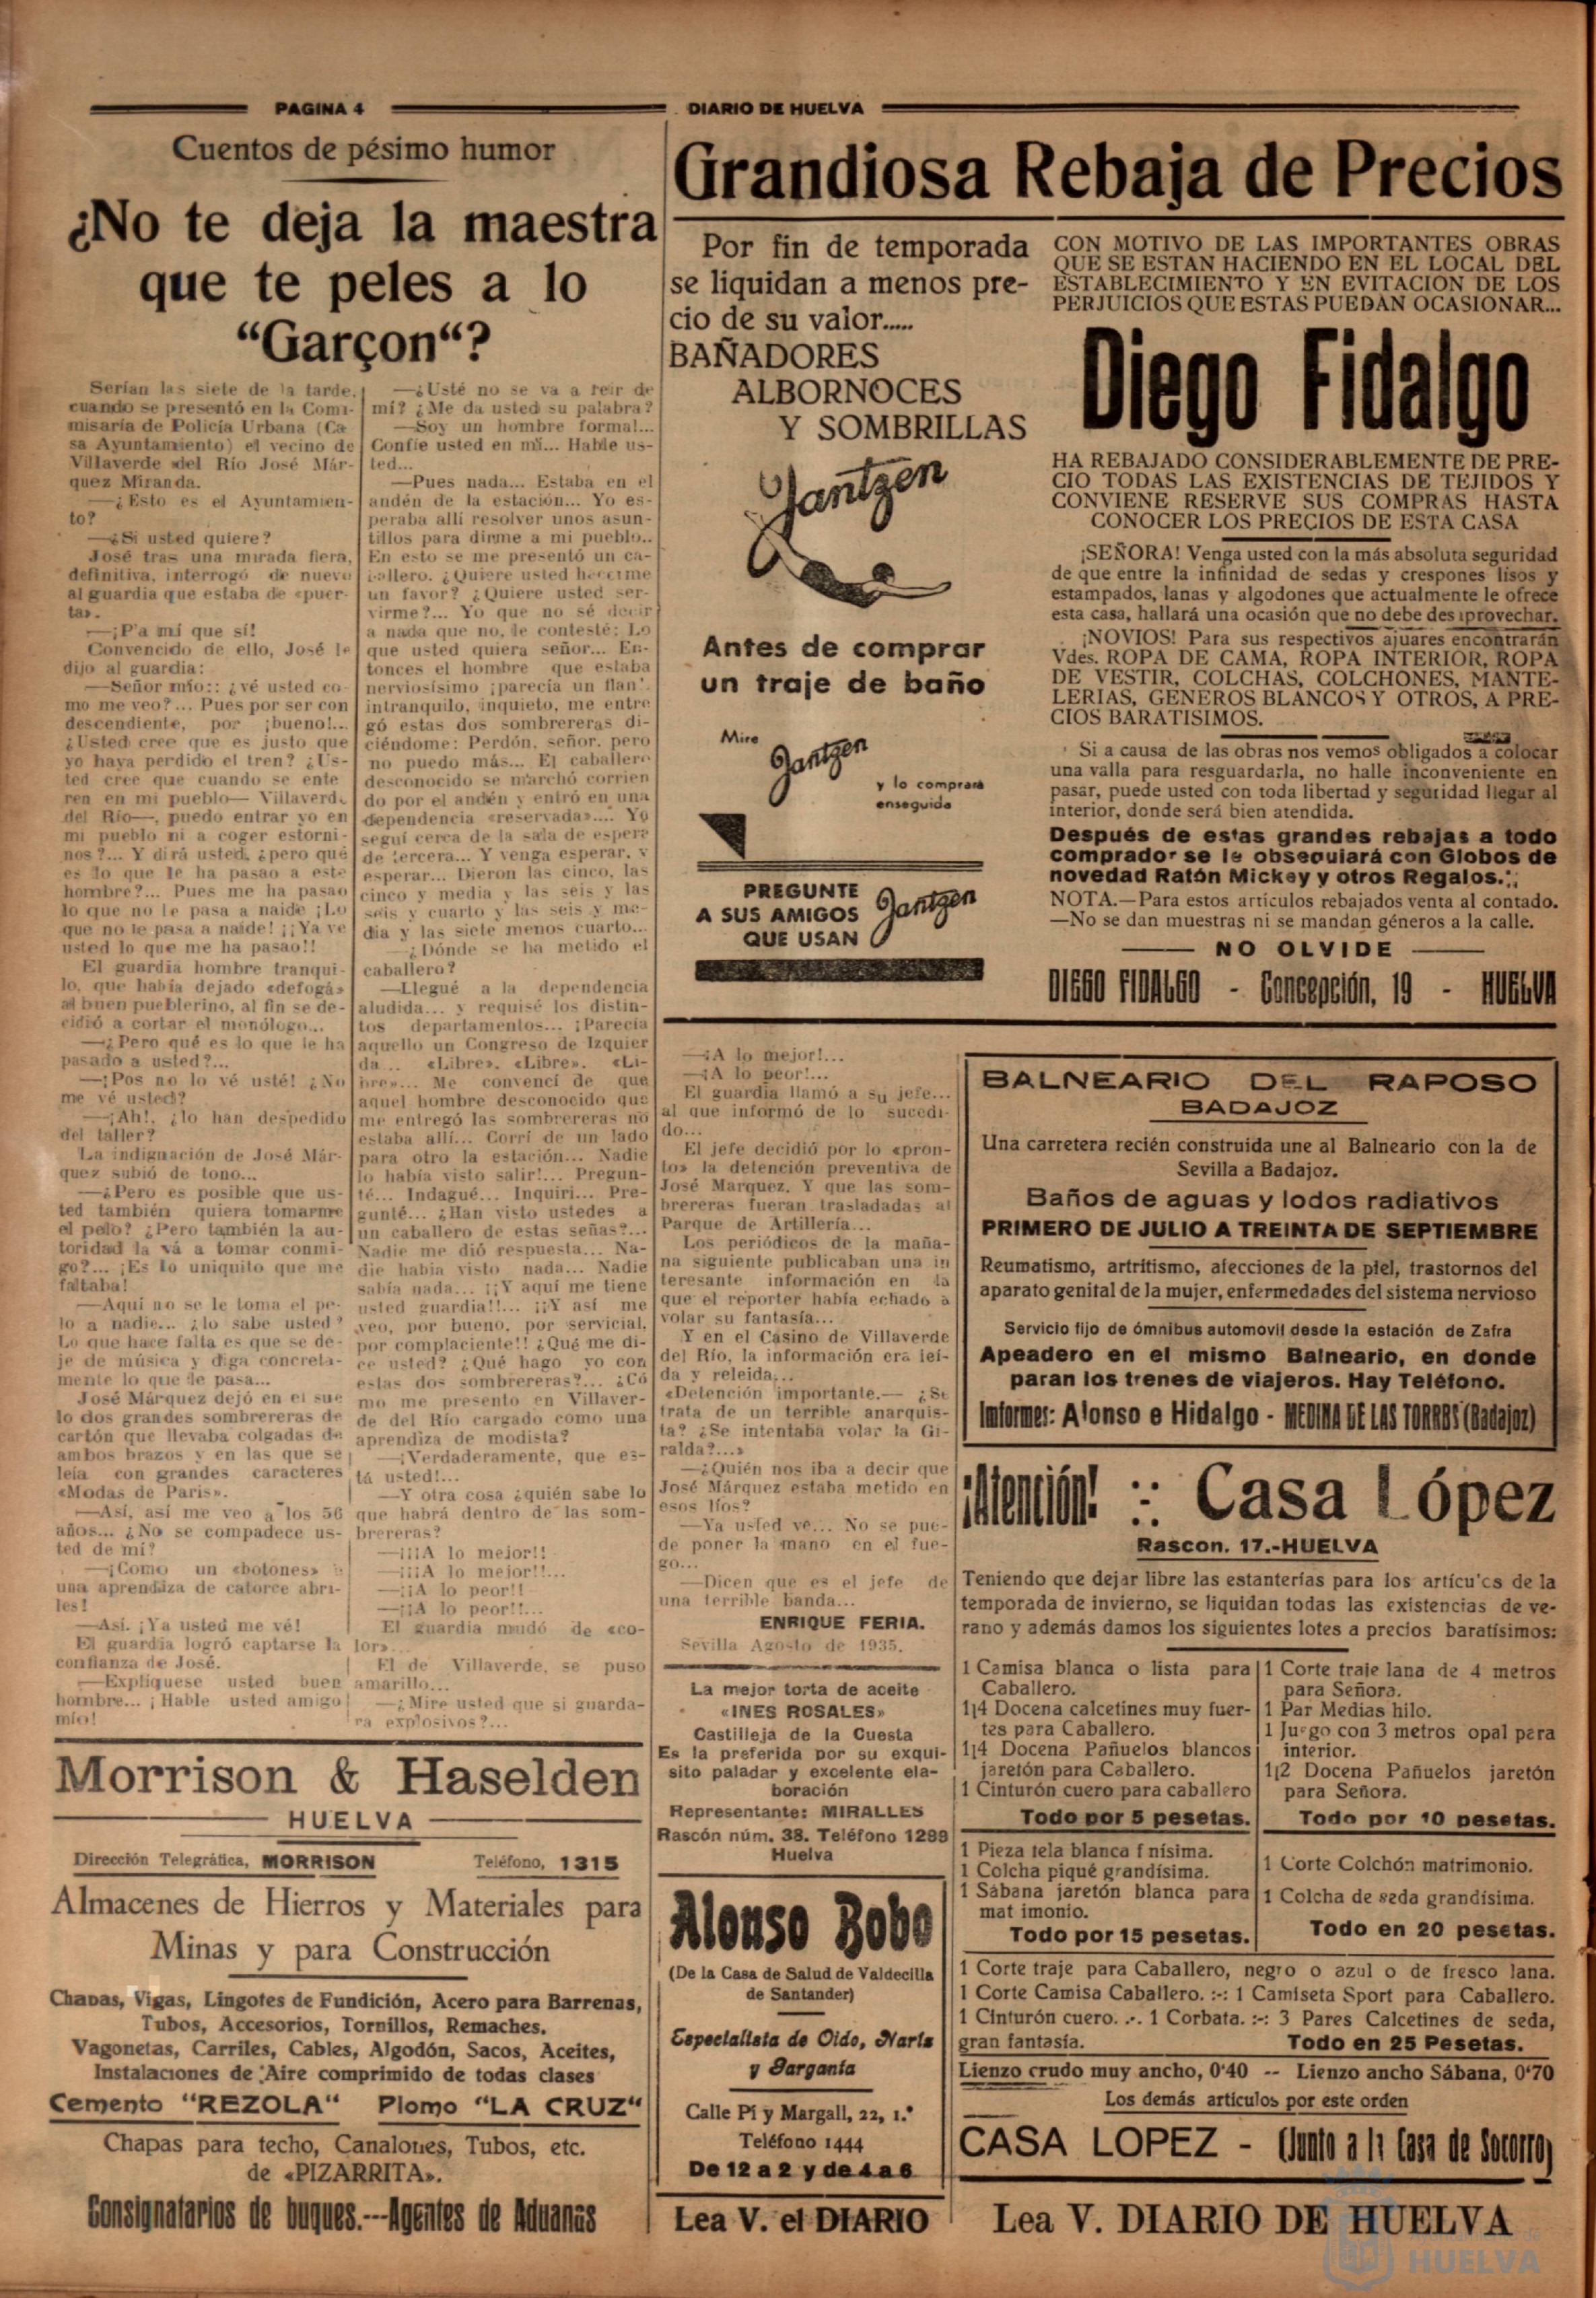 PAGINA 4
DIARIO DE HUELVA
Cuentos de pésimo humor
¿No te deja la maestra
que te peles a lo
“Garçon“?
Serían las siete de la tarde,
cuando se presentó en la Comi-
misaría de Policía Urbana (Ca
sa Ayuntamiento) el vecino de
Villaverde del Río José Már-
quez Miranda.
—¿Esto es el Ayuntamien-
to?
—¿Si usted quiere?
José tras una mirada fiera,
definitiva, interrogó de nuevo
al guardia que estaba de «puer-
ta».
—¡P'a mí que sí!
Convencido de ello, José le
dijo al guardia:
—Señor mío:: ¿vé usted co-
mo me veo?... Pues por ser con
descendiente, por ¡bueno!...
¿Usted cree que es justo que
yo haya perdido el tren? ¿Us-
ted cree que cuando se ente
ren en mi pueblo— Villaverde
del Río—, puedo entrar yo en
mi pueblo ni a coger estorni-
nos?... Y dirá usted, ¿pero qué
es lo que le ha pasao a este
hombre?... Pues me ha pasao
lo que no le pasa a naide ¡Lo
que no le pasa a naide! ¡¡Ya ve
usted lo que me ha pasao!!
El guardia hombre tranqui-
lo, que había dejado «defogá»
al buen pueblerino, al fin se de-
cidió a cortar el monólogo...
—¿Pero qué es lo que le ha
pasado a usted?...
—¡Pos no lo vé usté! ¿No
me vé usted?
—¡Ah!, ¿lo han despedido
del taller?
La indignación de José Már-
quez subió de tono...
—¿Pero es posible que us-
ted también quiera tomarme
el pelo? ¿Pero también la au-
toridad la vá a tomar conmi-
go?... ¡Es lo uniquito que me
faltaba!
—Aquí no se le toma el pe-
lo a nadie... ¿lo sabe usted?
Lo que hace falta es que se de-
je de música y diga concreta-
mente lo que le pasa...
José Márquez dejó en el sue
lo dos grandes sombrereras de
cartón que llevaba colgadas de
ambos brazos y en las que se
leía con grandes caracteres
«Modas de París».
—Así, así me veo a los 56
años... ¿No se compadece us-
ted de mí?
—¡Como un «botones»
una aprendiza de catorce abri-
les!
—Así. ¡Ya usted me vé!
El guardia logró captarse la
confianza de José.
—Explíquese usted buen
hombre... ¡Hable usted amigo
mío!
—¿Usté no se va a reir de
mí? ¿Me da usted su palabra?
—Soy un hombre formal...
Confíe usted en mí... Hable us-
ted...
—Pues nada... Estaba en el
andén de la estación... Yo es-
peraba allí resolver unos asun-
tillos para dirme a mi pueblo..
En esto se me presentó un ca-
ballero. ¿Quiere usted hacerme
un favor? ¿Quiere usted ser-
virme?... Yo que no sé decir
a nada que no, le contesté: Lo
que usted quiera señor... En-
tonces el hombre que estaba
nerviosísimo ¡parecía un flan!
intranquilo, inquieto, me entre
gó estas dos sombrereras di-
ciéndome: Perdón, señor, pero
no puedo más... El caballero
desconocido se marchó corrien
do por el andén y entró en una
dependencia «reservada»... Yo
seguí cerca de la sala de espera
de tercera... Y venga esperar, y
esperar... Dieron las cinco, las
cinco y media y las seis y las
seis y cuarto y las seis y me-
dia y las siete menos cuarto...
¿Dónde se ha metido el
caballero?
—Llegué a la dependencia
aludida... y requisé los distin-
tos departamentos... ¡Parecía
aquello un Congreso de Izquier
da... «Libre». «Libre». «Li-
bre»... Me convencí de que
aquel hombre desconocido que
me entregó las sombrereras no
estaba allí... Corrí de un lado
para otro la estación... Nadie
lo había visto salir!... Pregun-
té... Indagué... Inquirí... Pre-
gunté... ¿Han visto ustedes a
un caballero de estas señas?...
Nadie me dió respuesta... Na-
die habia visto nada... Nadie
sabía nada... ¡¡Y aquí me tiene
usted guardia!!... ¡¡Y así me
veo, por bueno, por servicial,
por complaciente!! ¿Qué me di-
ce usted? ¿Qué hago yo con
estas dos sombrereras?... ¿Có
mo me presento en Villaver-
de del Río cargado como una
aprendiza de modista?
—¡Verdaderamente, que es-
tá usted!...
—Y otra cosa ¿quién sabe lo
que habrá dentro de las som-
brereras?
—¡¡¡A lo mejor!!
—¡¡¡A lo mejor!!...
—¡¡A lo peor!!
—¡¡A lo peor!!...
El guardia mudó de «co-
lor».
El de Villaverde, se puso
amarillo...
—¿Mire usted que si guarda-
ra explosivos?...
—¡A lo mejor!...
—¡A lo peor!...
El guardia llamó a su jefe...
al que informó de lo sucedi-
do...
El jefe decidió por lo «pron-
to» la detención preventiva de
José Marquez. Y que las som-
brereras fueran trasladadas al
Parque de Artillería...
Los periódicos de la maña-
na siguiente publicaban una in
teresante información en la
que el reporter había echado a
volar su fantasía...
Y en el Casino de Villaverde
del Río, la información era leí-
da y releida...
«Detención importante.— ¿Se
trata de un terrible anarquis-
ta? ¿Se intentaba volar la Gi-
ralda?...»
—¿Quién nos iba a decir que
José Márquez estaba metido en
esos líos?
—Ya usted ve... No se pue-
de poner la mano en el fue-
go...
—Dicen que es el jefe de
una terrible banda...
ENRIQUE FERIA.
Sevilla Agosto de 1935.
Grandiosa Rebaja de Precios
Por fin de temporada
se liquidan a menos pre-
cio de su valor.....
BAÑADORES
ALBORNOCES
Y SOMBRILLAS
Jantzen
Antes de comprar
un traje de baño
Mire
Jantzen
y lo comprará
enseguida
PREGUNTE
A SUS AMIGOS
QUE USAN
Jantzen
CON MOTIVO DE LAS IMPORTANTES OBRAS
QUE SE ESTAN HACIENDO EN EL LOCAL DEL
ESTABLECIMIENTO Y EN EVITACION DE LOS
PERJUICIOS QUE ESTAS PUEDAN OCASIONAR...
Diego Fidalgo
HA REBAJADO CONSIDERABLEMENTE DE PRE-
CIO TODAS LAS EXISTENCIAS DE TEJIDOS Y
CONVIENE RESERVE SUS COMPRAS HASTA
CONOCER LOS PRECIOS DE ESTA CASA
¡SEÑORA! Venga usted con la más absoluta seguridad
de que entre la infinidad de sedas y crespones lisos y
estampados, lanas y algodones que actualmente le ofrece
esta casa, hallará una ocasión que no debe desaprovechar.
¡NOVIOS! Para sus respectivos ajuares encontrarán
Vdes. ROPA DE CAMA, ROPA INTERIOR, ROPA
DE VESTIR, COLCHAS, COLCHONES, MANTE-
LERIAS, GENEROS BLANCOS Y OTROS, A PRE-
CIOS BARATISIMOS.
Si a causa de las obras nos vemos obligados a colocar
una valla para resguardarla, no halle inconveniente en
pasar, puede usted con toda libertad y seguridad llegar al
interior, donde será bien atendida.
Después de estas grandes rebajas a todo
comprador se le obsequiará con Globos de
novedad Ratón Mickey y otros Regalos.
NOTA.—Para estos artículos rebajados venta al contado.
—No se dan muestras ni se mandan géneros a la calle.
NO OLVIDE
DIEGO FIDALGO - Concepción, 19 - HUELVA
BALNEARIO DEL RAPOSO
BADAJOZ
Una carretera recién construida une al Balneario con la de
Sevilla a Badajoz.
Baños de aguas y lodos radiativos
PRIMERO DE JULIO A TREINTA DE SEPTIEMBRE
Reumatismo, artritismo, afecciones de la piel, trastornos del
aparato genital de la mujer, enfermedades del sistema nervioso
Servicio fijo de ómnibus automovil desde la estación de Zafra
Apeadero en el mismo Balneario, en donde
paran los trenes de viajeros. Hay Teléfono.
Informes: Alonso e Hidalgo - MEDINA DE LAS TORRES (Badajoz)
¡Atención! :: Casa López
Rascon. 17.-HUELVA
Teniendo que dejar libre las estanterías para los artículos de la
temporada de invierno, se liquidan todas las existencias de ve-
rano y además damos los siguientes lotes a precios baratísimos:
1 Camisa blanca o lista para
Caballero.
1¡4 Docena calcetines muy fuer-
tes para Caballero.
1¡4 Docena Pañuelos blancos
jaretón para Caballero.
1 Cinturón cuero para caballero
Todo por 5 pesetas.
1 Corte traje lana de 4 metros
para Señora.
1 Par Medias hilo.
1 Juego con 3 metros opal para
interior.
1¡2 Docena Pañuelos jaretón
para Señora.
Todo por 10 pesetas.
1 Pieza tela blanca f nísima.
1 Colcha piqué grandísima.
1 Sábana jaretón blanca para
mat imonio.
Todo por 15 pesetas.
1 Corte Colchón matrimonio.
1 Colcha de seda grandísima.
Todo en 20 pesetas.
1 Corte traje para Caballero, negro o azul o de fresco lana.
1 Corte Camisa Caballero. :-: 1 Camiseta Sport para Caballero.
1 Cinturón cuero. .-. 1 Corbata. :-: 3 Pares Calcetines de seda,
gran fantasía. Todo en 25 Pesetas.
Lienzo crudo muy ancho, 0‘40 -- Lienzo ancho Sábana, 0‘70
Los demás articulos por este orden
CASA LOPEZ - (Junto a la Casa de Socorro)
Lea V. DIARIO DE HUELVA
La mejor torta de aceite
«INES ROSALES»
Castilleja de la Cuesta
Es la preferida por su exqui-
sito paladar y excelente ela-
boración
Representante: MIRALLES
Rascón núm. 38. Teléfono 1299
Huelva
Alonso Bobo
(De la Casa de Salud de Valdecilla
de Santander)
Especialista de Oido, Nariz
y Garganta
Calle Pí y Margall, 22, 1.°
Teléfono 1444
De 12 a 2 y de 4 a 6
Lea V. el DIARIO
Morrison & Haselden
HUELVA
Dirección Telegráfica, MORRISON Teléfono, 1315
Almacenes de Hierros y Materiales para
Minas y para Construcción
Chapas, Vigas, Lingotes de Fundición, Acero para Barrenas,
Tubos, Accesorios, Tornillos, Remaches.
Vagonetas, Carriles, Cables, Algodón, Sacos, Aceites,
Instalaciones de Aire comprimido de todas clases
Cemento "REZOLA" Plomo "LA CRUZ"
Chapas para techo, Canalones, Tubos, etc.
de «PIZARRITA».
Consignatarios de buques.---Agentes de Aduanas
HUELVA